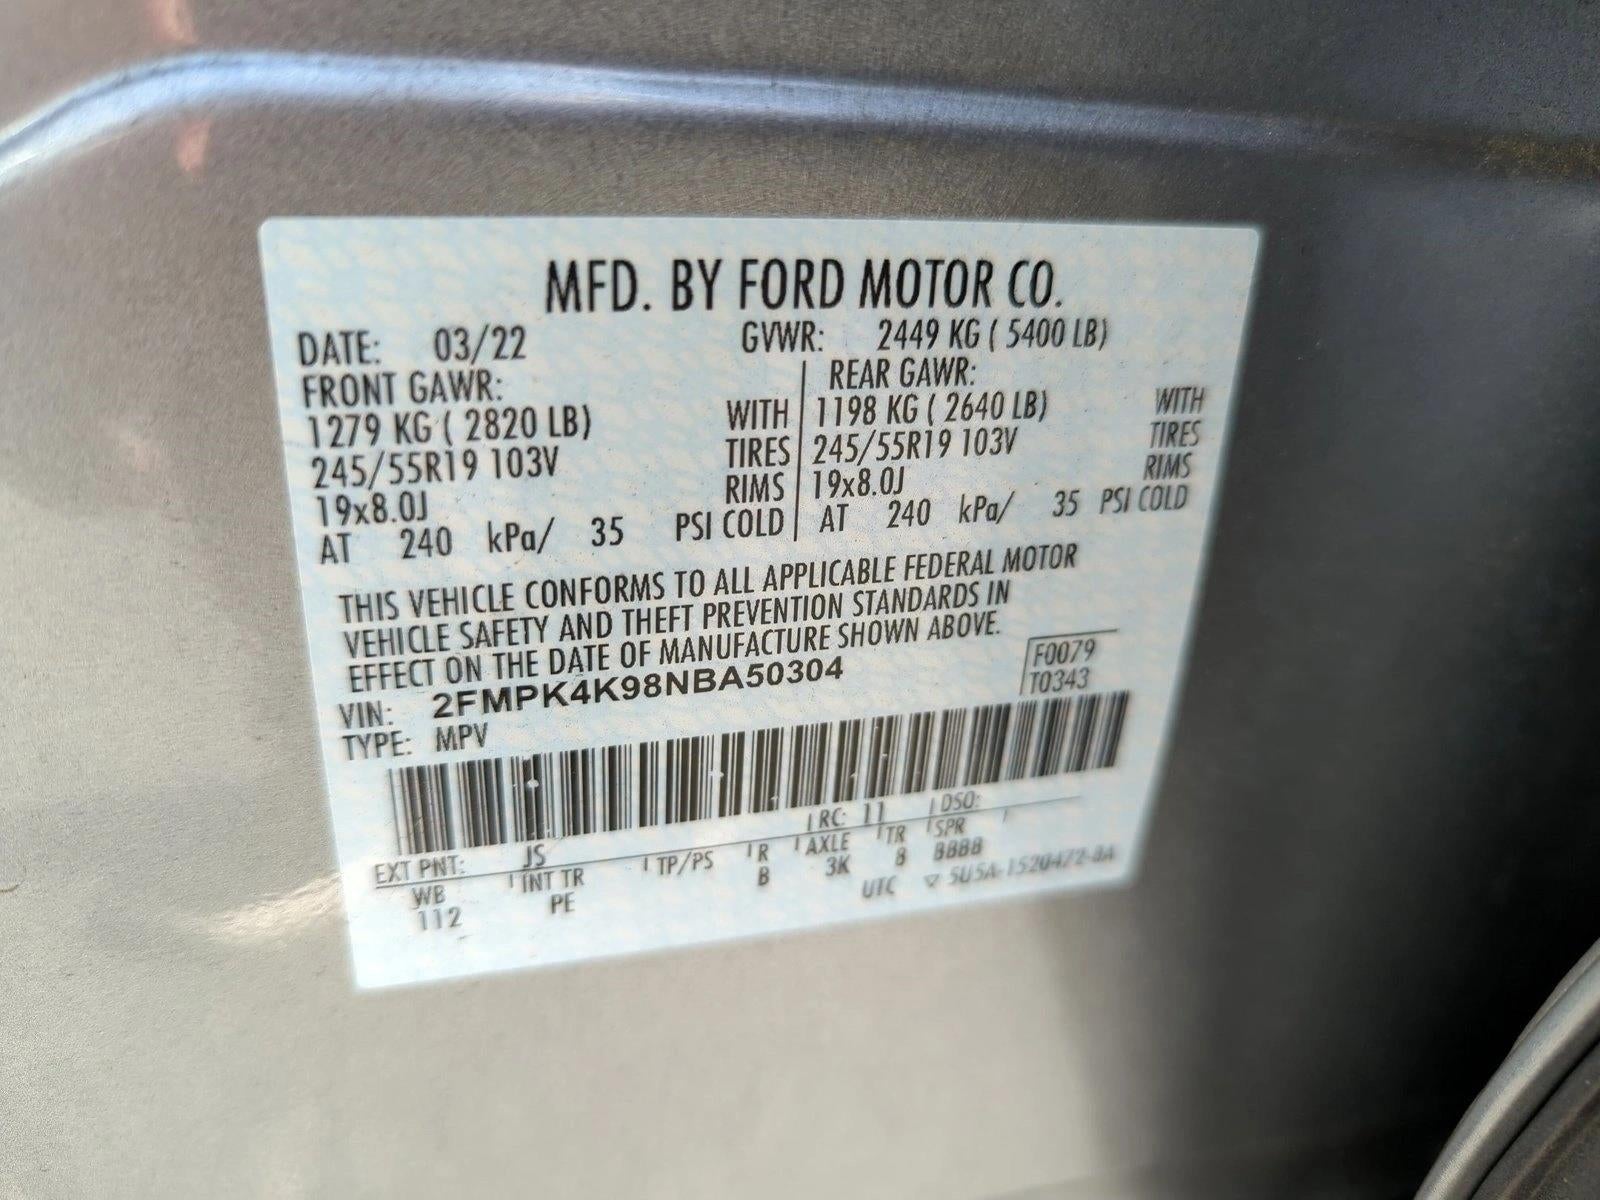 MFD. BY FORD MOTOR CO.
DATE: 03/22 GVWR: 2449 KG ( 5400 LB)
FRONT GAWR: REAR GAWR:
1279 KG ( 2820 LB) WITH 1198 KG ( 2640 LB) WITH
245/55R19 103V TIRES 245/55R19 103V TIRES
19x8.0J RIMS 19x8.0J RIMS
AT 240 kPa/ 35 PSI COLD AT 240 kPa/ 35 PSI COLD
THIS VEHICLE CONFORMS TO ALL APPLICABLE FEDERAL MOTOR
VEHICLE SAFETY AND THEFT PREVENTION STANDARDS IN
EFFECT ON THE DATE OF MANUFACTURE SHOWN ABOVE.
VIN: 2FMPK4K98NBA50304 F0079
TYPE: MPV T0343
EXT PNT: JS RC: 11 DSO:
WB INT TR TP/PS R AXLE TR SPR
112 PE B 3K 8 BBBB
UTC ▽ 5U5A-1520472-BA